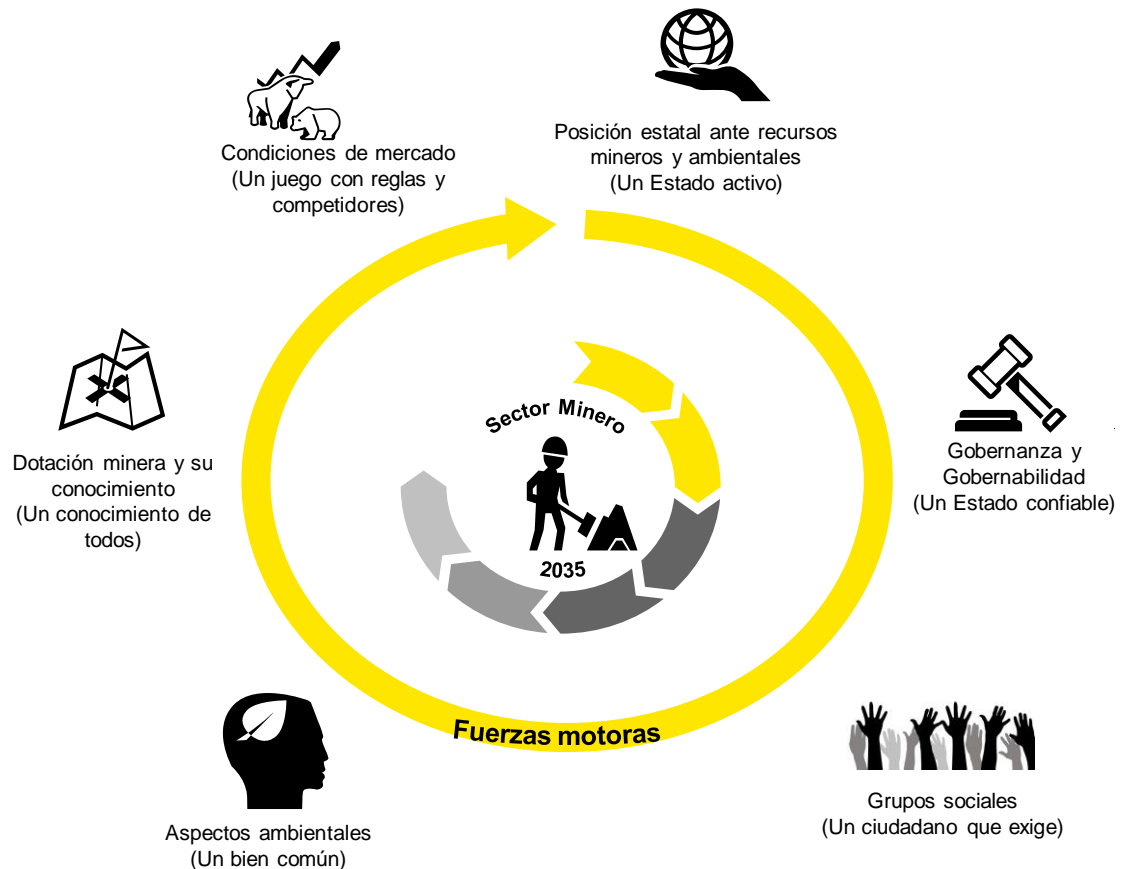 Condiciones de mercado
(Un juego con reglas y
competidores)
Posición estatal ante recursos
mineros y ambientales
(Un Estado activo)
Dotación minera y su
conocimiento
(Un conocimiento de
todos)
Sector Minero
2035
Gobernanza y
Gobernabilidad
(Un Estado confiable)
Fuerzas motoras
Aspectos ambientales
(Un bien común)
Grupos sociales
(Un ciudadano que exige)